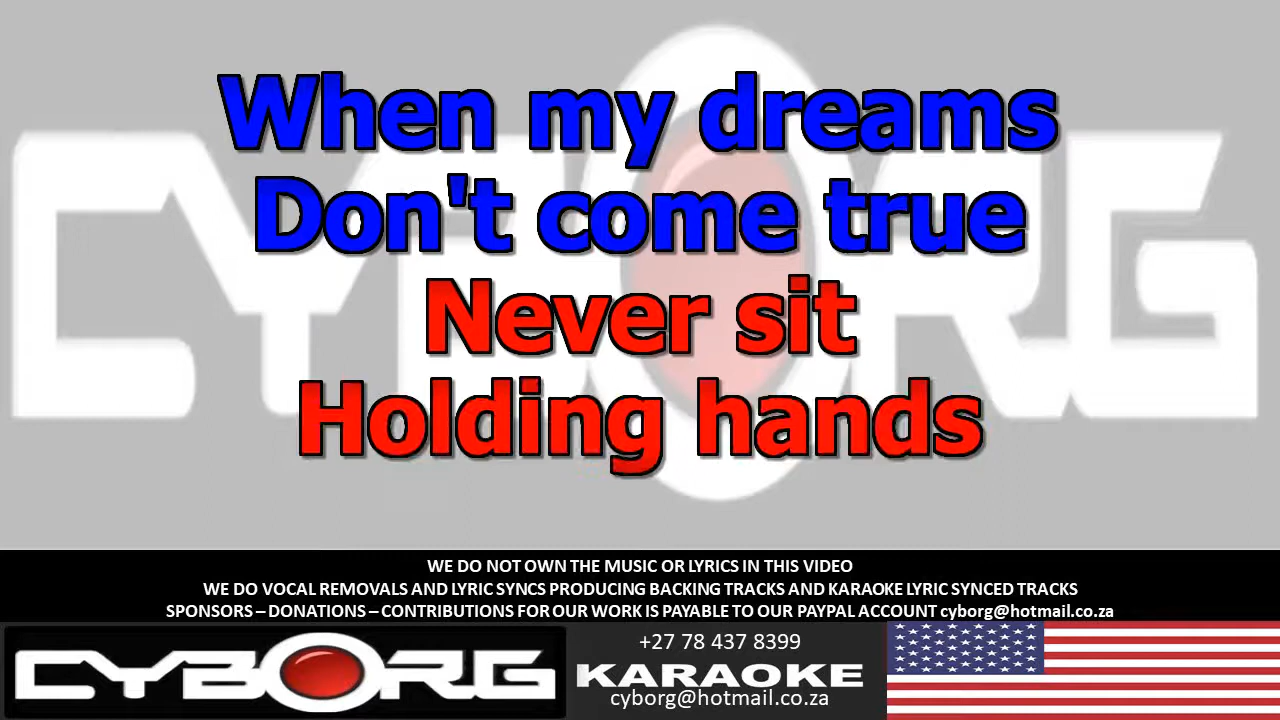 When my dreams
Don't come true
Never sit
Holding hands
CYBORG
WE DO NOT OWN THE MUSIC OR LYRICS IN THIS VIDEO
WE DO VOCAL REMOVALS AND LYRIC SYNCS PRODUCING BACKING TRACKS AND KARAOKE LYRIC SYNCED TRACKS
SPONSORS – DONATIONS – CONTRIBUTIONS FOR OUR WORK IS PAYABLE TO OUR PAYPAL ACCOUNT cyborg@hotmail.co.za
CYBORG
+27 78 437 8399
KARAOKE
cyborg@hotmail.co.za